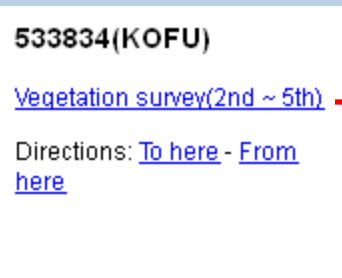 533834(KOFU)
Vegetation survey(2nd ~ 5th)
Directions: To here - From
here